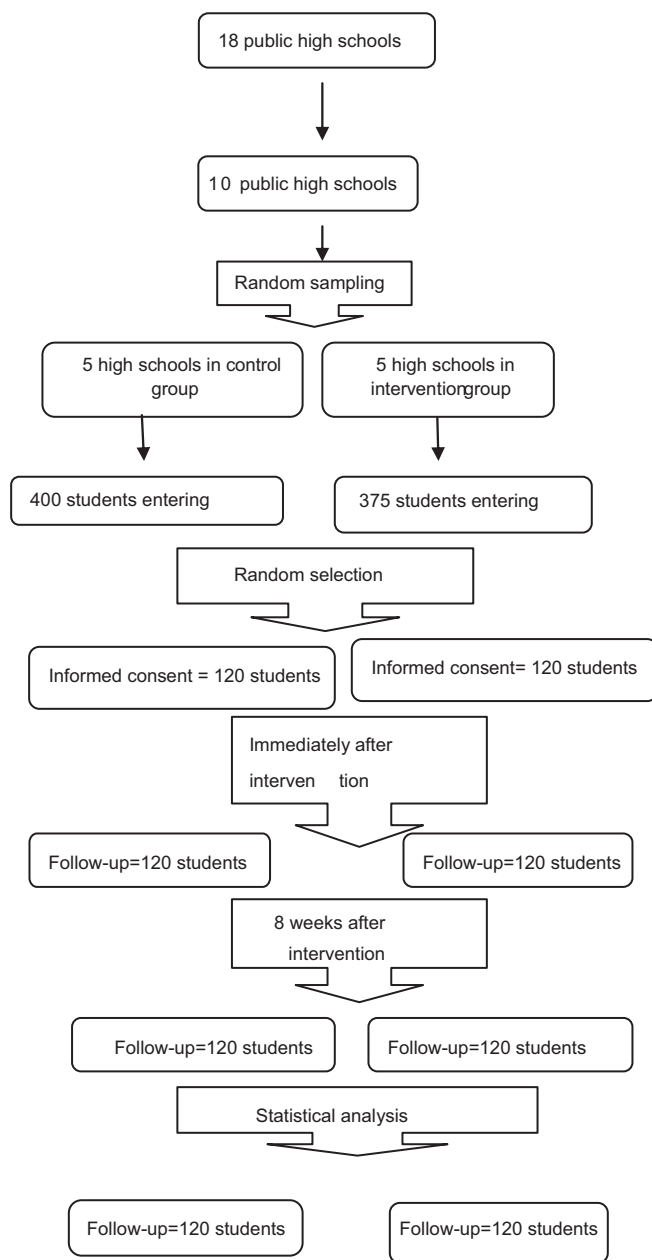 18 public high schools
10 public high schools
Random sampling
5 high schools in control
group
5 high schools in
interventiongroup
400 students entering
375 students entering
Random selection
Informed consent = 120 students
Informed consent= 120 students
Immediately after
interven tion
Follow-up=120 students
Follow-up=120 students
8 weeks after
intervention
Follow-up=120 students
Follow-up=120 students
Statistical analysis
Follow-up=120 students
Follow-up=120 students